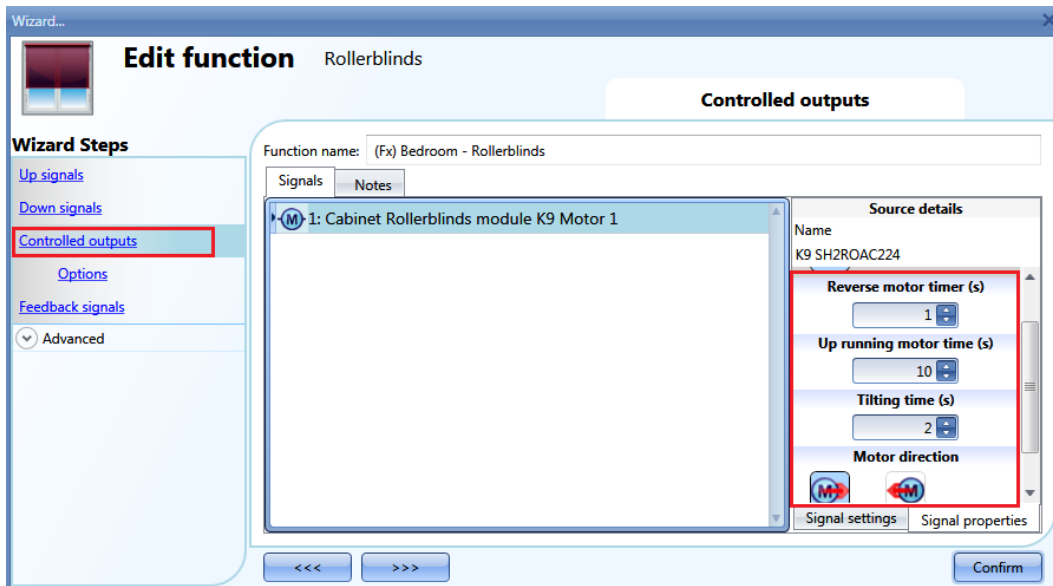 Wizard...
Edit function Rollerblinds
Controlled outputs
Wizard Steps
Up signals
Down signals
Controlled outputs
Options
Feedback signals
Advanced
Function name: (Fx) Bedroom - Rollerblinds
Signals Notes
M 1: Cabinet Rollerblinds module K9 Motor 1
Source details
Name
K9 SH2ROAC224
Reverse motor timer (s)
1
Up running motor time (s)
10
Tilting time (s)
2
Motor direction
M M
Signal settings Signal properties
<<< >>> Confirm